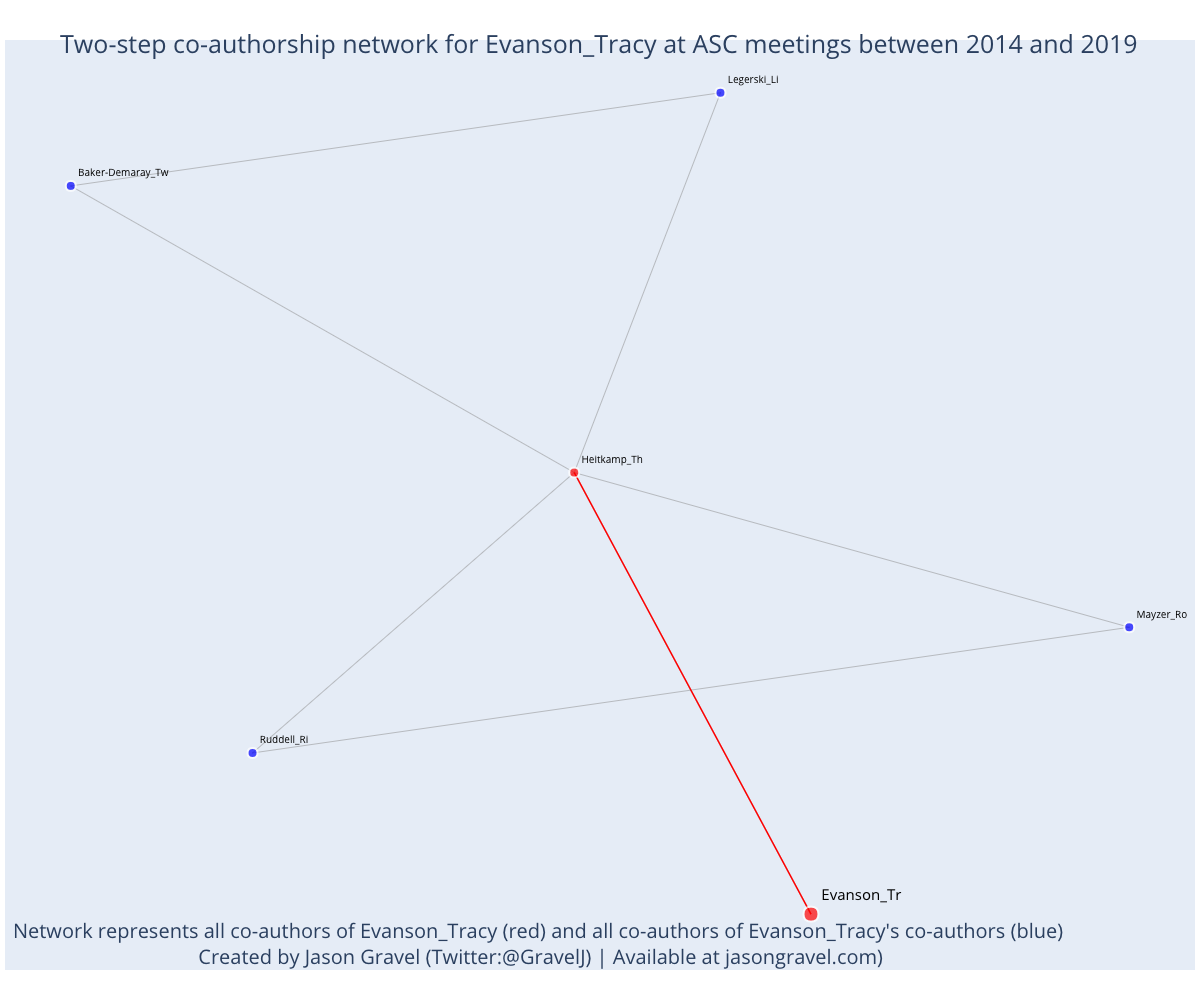 Two-step co-authorship network for Evanson_Tracy at ASC meetings between 2014 and 2019
Legerski_Li
Baker-Demaray_Tw
Heitkamp_Th
Mayzer_Ro
Ruddell_Ri
Evanson_Tr
Network represents all co-authors of Evanson_Tracy (red) and all co-authors of Evanson_Tracy's co-authors (blue)
Created by Jason Gravel (Twitter:@GravelJ) | Available at jasongravel.com)